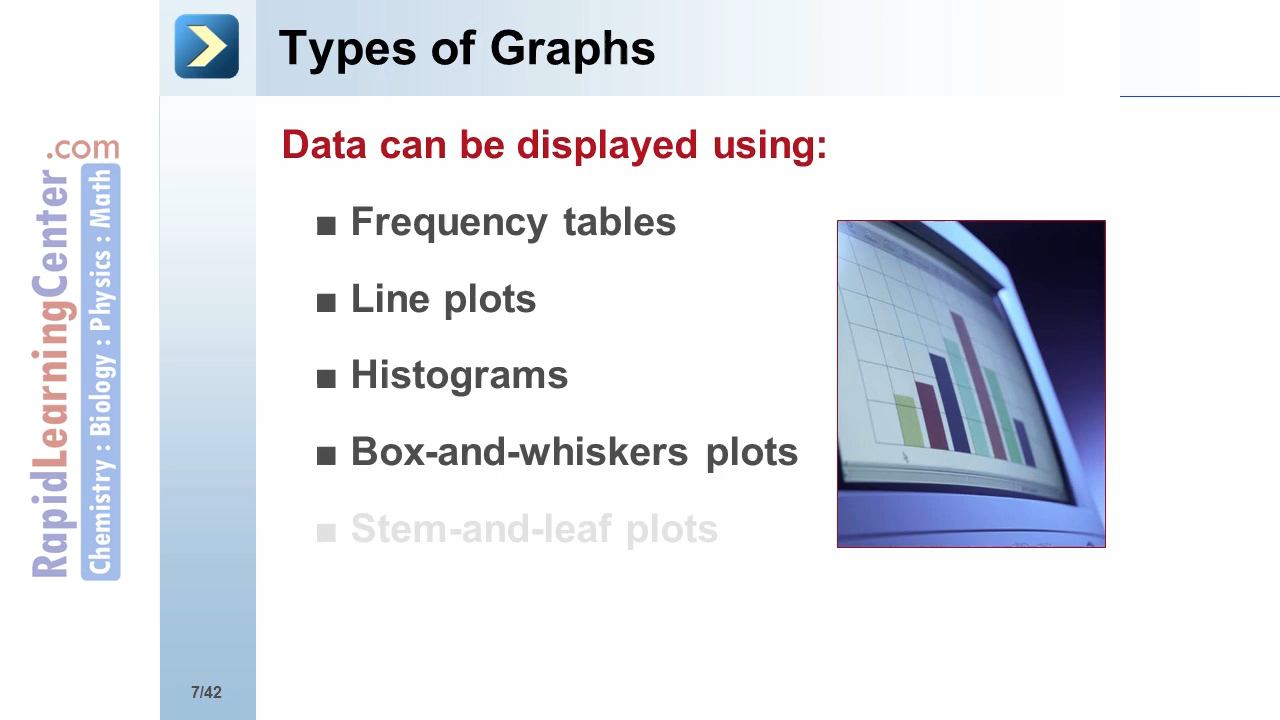 Types of Graphs
Data can be displayed using:
■ Frequency tables
■ Line plots
■ Histograms
■ Box-and-whiskers plots
■ Stem-and-leaf plots
RapidLearningCenter.com
Chemistry : Biology : Physics : Math
7/42